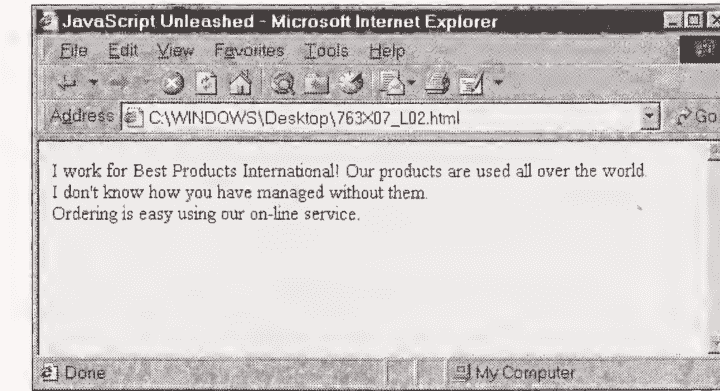 JavaScript Unleashed - Microsoft Internet Explorer
File Edit View Favorites Tools Help
Address C:\WINDOWS\Desktop\763X07_L02.html Go
I work for Best Products International! Our products are used all over the world.
I don't know how you have managed without them.
Ordering is easy using our on-line service.
Done My Computer